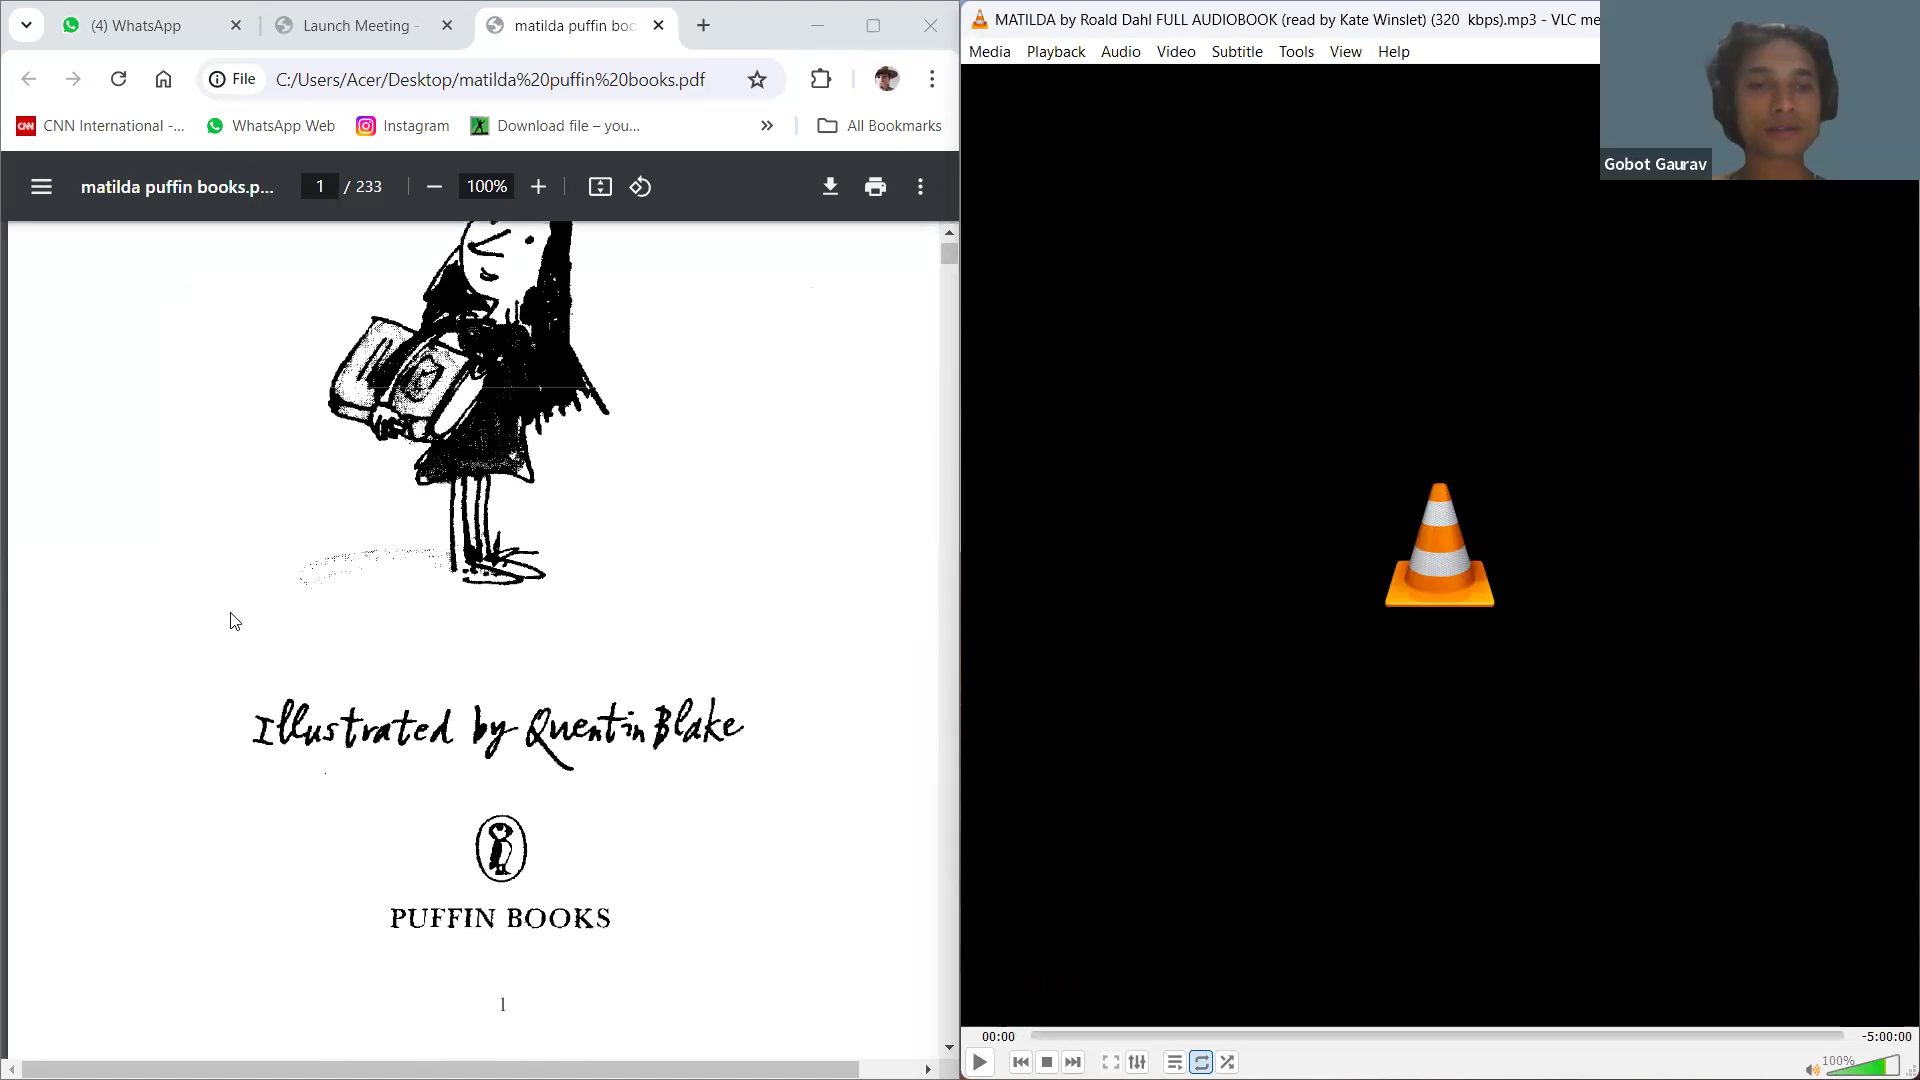 (4) WhatsApp
Launch Meeting -
matilda puffin boo
File
C:/Users/Acer/Desktop/matilda%20puffin%20books.pdf
CNN
CNN International -...
WhatsApp Web
Instagram
Download file – you...
All Bookmarks
matilda puffin books.p...
1 / 233
100%
Illustrated by Quentin Blake
PUFFIN BOOKS
1
MATILDA by Roald Dahl FULL AUDIOBOOK (read by Kate Winslet) (320 kbps).mp3 - VLC me
Media Playback Audio Video Subtitle Tools View Help
Gobot Gaurav
00:00
-5:00:00
100%